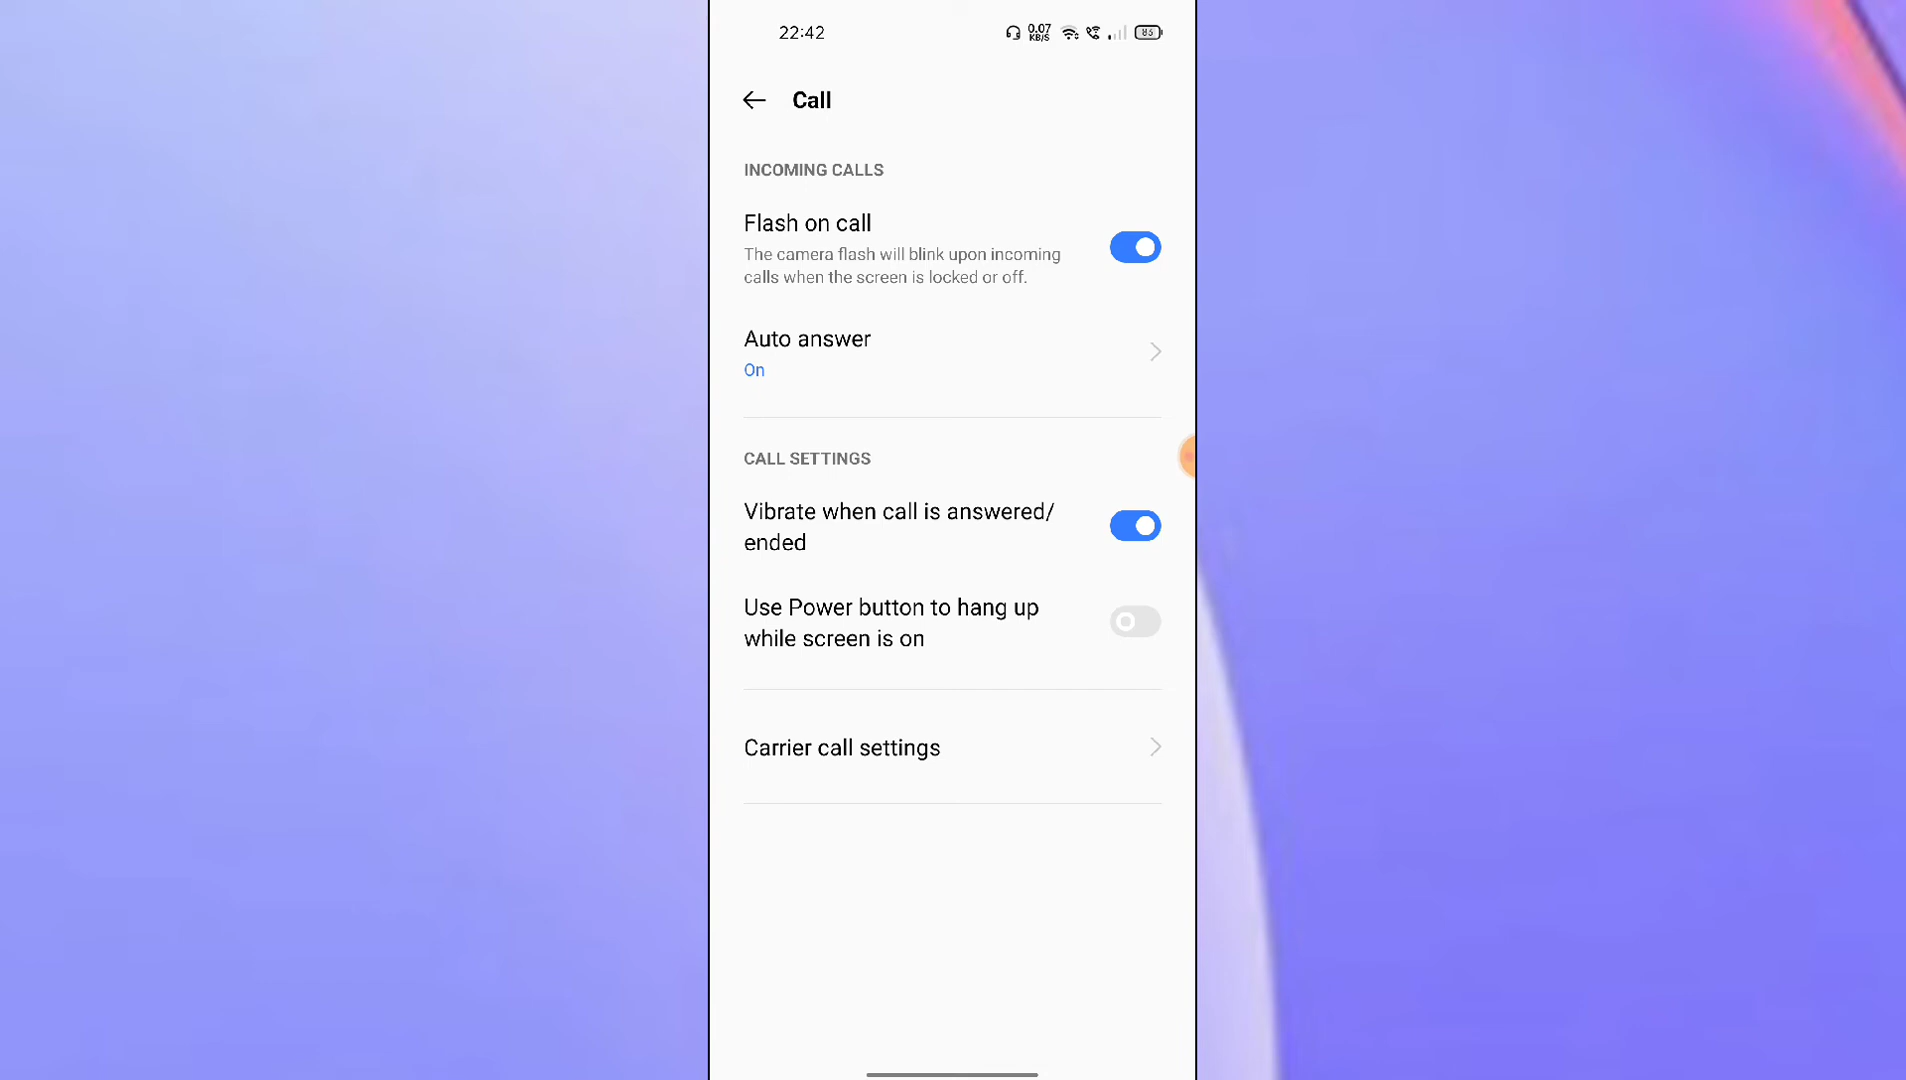 22:42
0.07
KB/S
83
Call
INCOMING CALLS
Flash on call
The camera flash will blink upon incoming
calls when the screen is locked or off.
Auto answer
On
CALL SETTINGS
Vibrate when call is answered/
ended
Use Power button to hang up
while screen is on
Carrier call settings